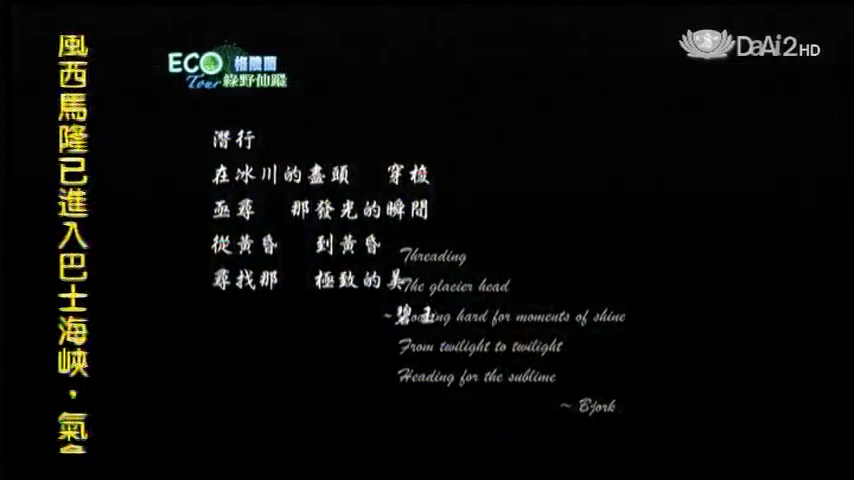 風西馬隆已進入巴士海峽，氣
ECO 格陵蘭
Tour 綠野仙蹤
DaAi2 HD
潛行
在冰川的盡頭 穿梭
亟尋 那發光的瞬間
從黃昏 到黃昏
尋找那 極致的美
碧玉
Threading
The glacier head
hard for moments of shine
From twilight to twilight
Heading for the sublime
~ Bjork